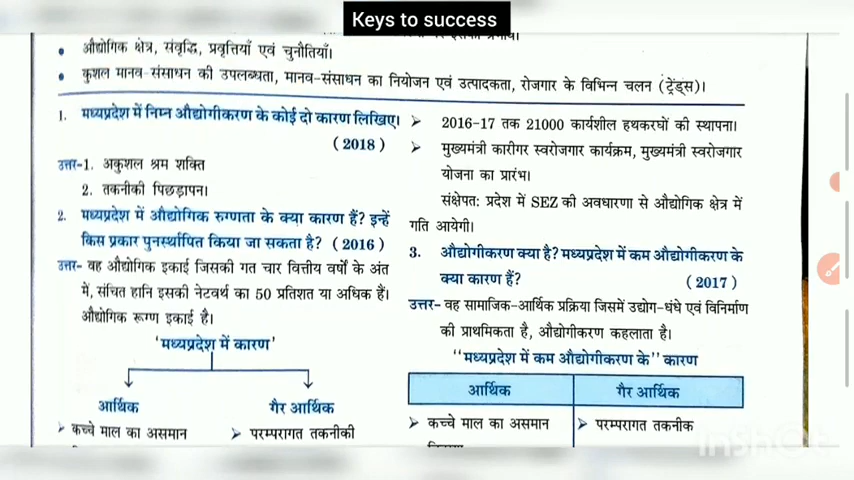 Keys to success
• औद्योगिक क्षेत्र, संवृद्धि, प्रवृत्तियाँ एवं चुनौतियाँ।
• कुशल मानव-संसाधन की उपलब्धता, मानव-संसाधन का नियोजन एवं उत्पादकता, रोजगार के विभिन्न चलन (ट्रेंड्स)।
1. मध्यप्रदेश में निम्न औद्योगीकरण के कोई दो कारण लिखिए।
(2018)
उत्तर- 1. अकुशल श्रम शक्ति
2. तकनीकी पिछड़ापन।
2. मध्यप्रदेश में औद्योगिक रुग्णता के क्या कारण हैं? इन्हें
किस प्रकार पुनर्स्थापित किया जा सकता है? (2016)
उत्तर- वह औद्योगिक इकाई जिसकी गत चार वित्तीय वर्षों के अंत
में, संचित हानि इसकी नेटवर्थ का 50 प्रतिशत या अधिक हैं।
औद्योगिक रूग्ण इकाई है।
'मध्यप्रदेश में कारण'
आर्थिक गैर आर्थिक
➢ कच्चे माल का असमान ➢ परम्परागत तकनीकी
➢ 2016-17 तक 21000 कार्यशील हथकरघों की स्थापना।
➢ मुख्यमंत्री कारीगर स्वरोजगार कार्यक्रम, मुख्यमंत्री स्वरोजगार
योजना का प्रारंभ।
संक्षेपत: प्रदेश में SEZ की अवधारणा से औद्योगिक क्षेत्र में
गति आयेगी।
3. औद्योगीकरण क्या है? मध्यप्रदेश में कम औद्योगीकरण के
क्या कारण हैं? (2017)
उत्तर- वह सामाजिक-आर्थिक प्रक्रिया जिसमें उद्योग-धंधे एवं विनिर्माण
की प्राथमिकता है, औद्योगीकरण कहलाता है।
"मध्यप्रदेश में कम औद्योगीकरण के" कारण
आर्थिक गैर आर्थिक
➢ कच्चे माल का असमान ➢ परम्परागत तकनीक
InShOt